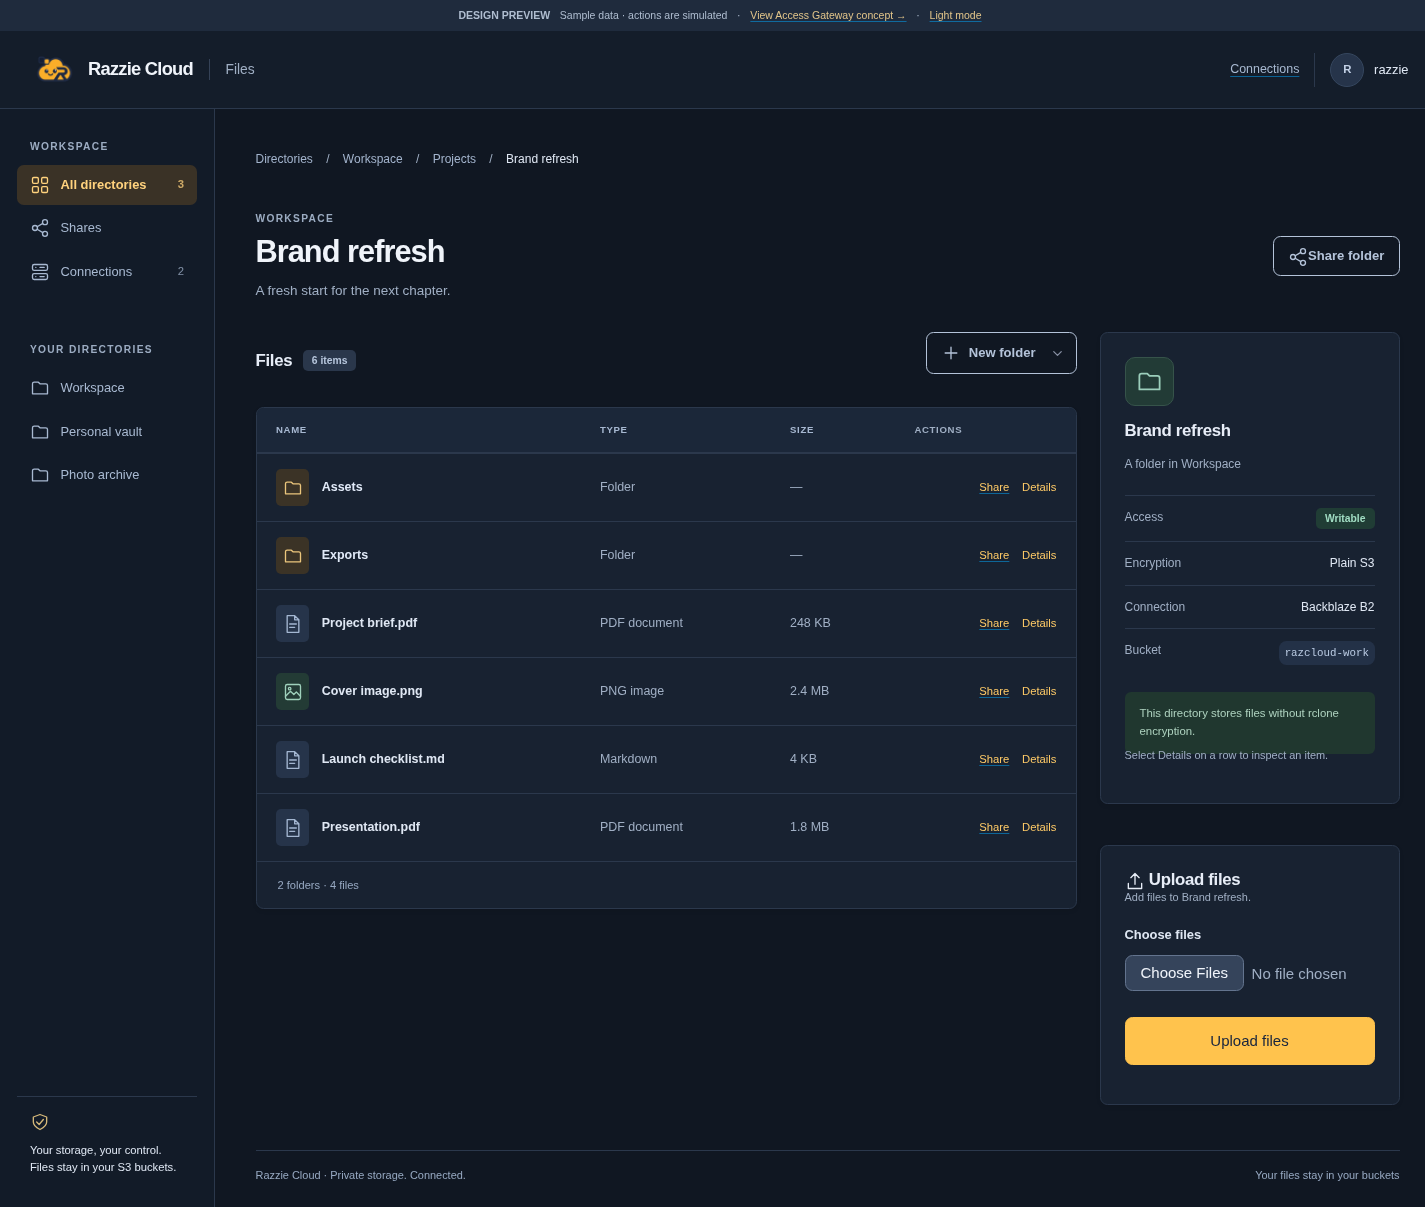 DESIGN PREVIEW Sample data · actions are simulated · View Access Gateway concept → · Light mode
Razzie Cloud Files Connections R razzie
WORKSPACE
All directories 3
Shares
Connections 2
YOUR DIRECTORIES
Workspace
Personal vault
Photo archive
Your storage, your control.
Files stay in your S3 buckets.
Directories / Workspace / Projects / Brand refresh
WORKSPACE
Brand refresh
A fresh start for the next chapter.
Share folder
Files 6 items
New folder
NAME TYPE SIZE ACTIONS
Assets Folder — Share Details
Exports Folder — Share Details
Project brief.pdf PDF document 248 KB Share Details
Cover image.png PNG image 2.4 MB Share Details
Launch checklist.md Markdown 4 KB Share Details
Presentation.pdf PDF document 1.8 MB Share Details
2 folders · 4 files
Brand refresh
A folder in Workspace
Access Writable
Encryption Plain S3
Connection Backblaze B2
Bucket razcloud-work
This directory stores files without rclone
encryption.
Select Details on a row to inspect an item.
Upload files
Add files to Brand refresh.
Choose files
Choose Files No file chosen
Upload files
Razzie Cloud · Private storage. Connected.
Your files stay in your buckets